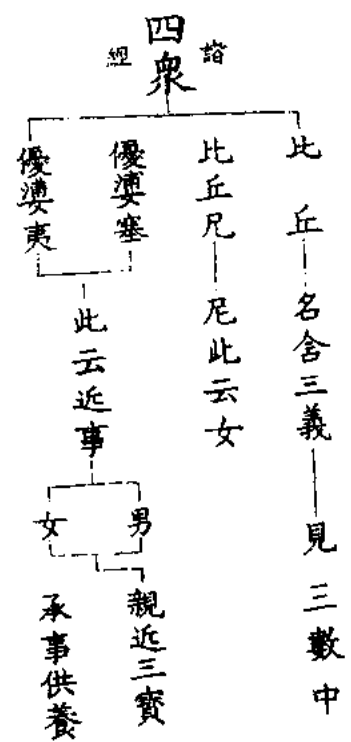 四眾
諸經
比丘
名含三義
見三數中
比丘尼
尼此云女
優婆塞
優婆夷
此云近事
男
女
親近三寶
承事供養